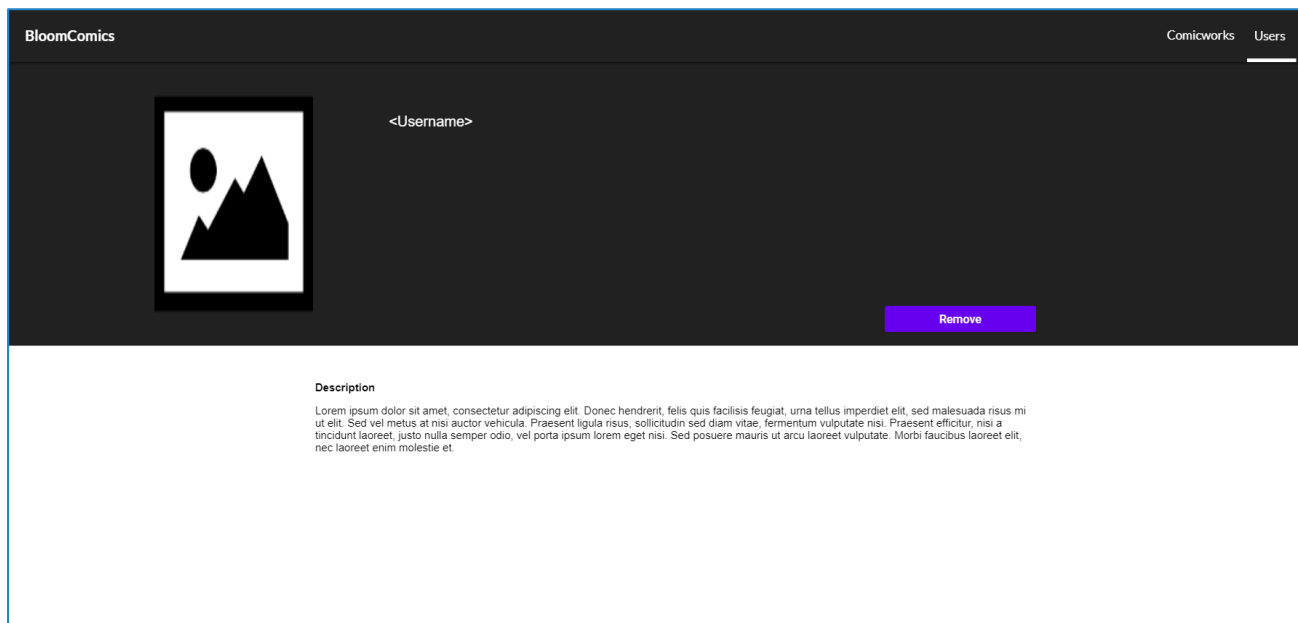 BloomComics
Comicworks Users
<Username>
Remove
Description
Lorem ipsum dolor sit amet, consectetur adipiscing elit. Donec hendrerit, felis quis facilisis feugiat, urna tellus imperdiet elit, sed malesuada risus mi
ut elit. Sed vel metus at nisi auctor vehicula. Praesent ligula risus, sollicitudin sed diam vitae, fermentum vulputate nisi. Praesent efficitur, nisi a
tincidunt laoreet, justo nulla semper odio, vel porta ipsum lorem eget nisi. Sed posuere mauris ut arcu laoreet vulputate. Morbi faucibus laoreet elit,
nec laoreet enim molestie et.